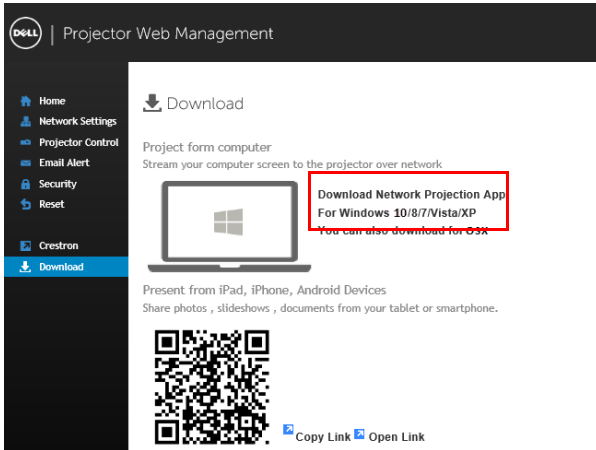 DELL | Projector Web Management
Home
Network Settings
Projector Control
Email Alert
Security
Reset
Crestron
Download
Download
Project form computer
Stream your computer screen to the projector over network
Download Network Projection App
For Windows 10/8/7/Vista/XP
You can also download for OSX
Present from iPad, iPhone, Android Devices
Share photos , slideshows , documents from your tablet or smartphone.
Copy Link Open Link